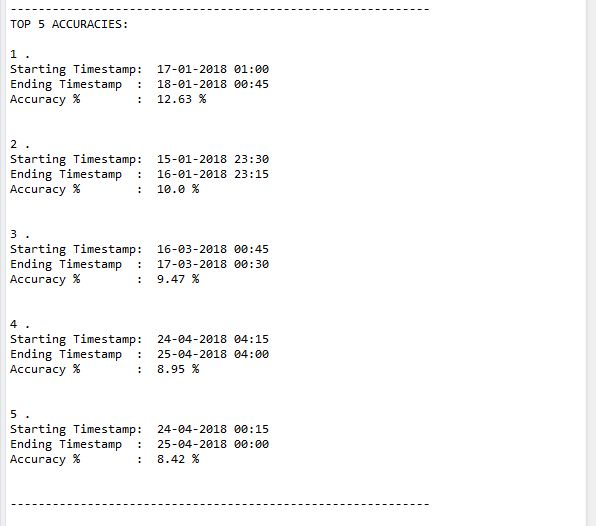 ------------------------------------------------------------
TOP 5 ACCURACIES:
1 .
Starting Timestamp:  17-01-2018 01:00
Ending Timestamp  :  18-01-2018 00:45
Accuracy %        :  12.63 %
2 .
Starting Timestamp:  15-01-2018 23:30
Ending Timestamp  :  16-01-2018 23:15
Accuracy %        :  10.0 %
3 .
Starting Timestamp:  16-03-2018 00:45
Ending Timestamp  :  17-03-2018 00:30
Accuracy %        :  9.47 %
4 .
Starting Timestamp:  24-04-2018 04:15
Ending Timestamp  :  25-04-2018 04:00
Accuracy %        :  8.95 %
5 .
Starting Timestamp:  24-04-2018 00:15
Ending Timestamp  :  25-04-2018 00:00
Accuracy %        :  8.42 %
------------------------------------------------------------